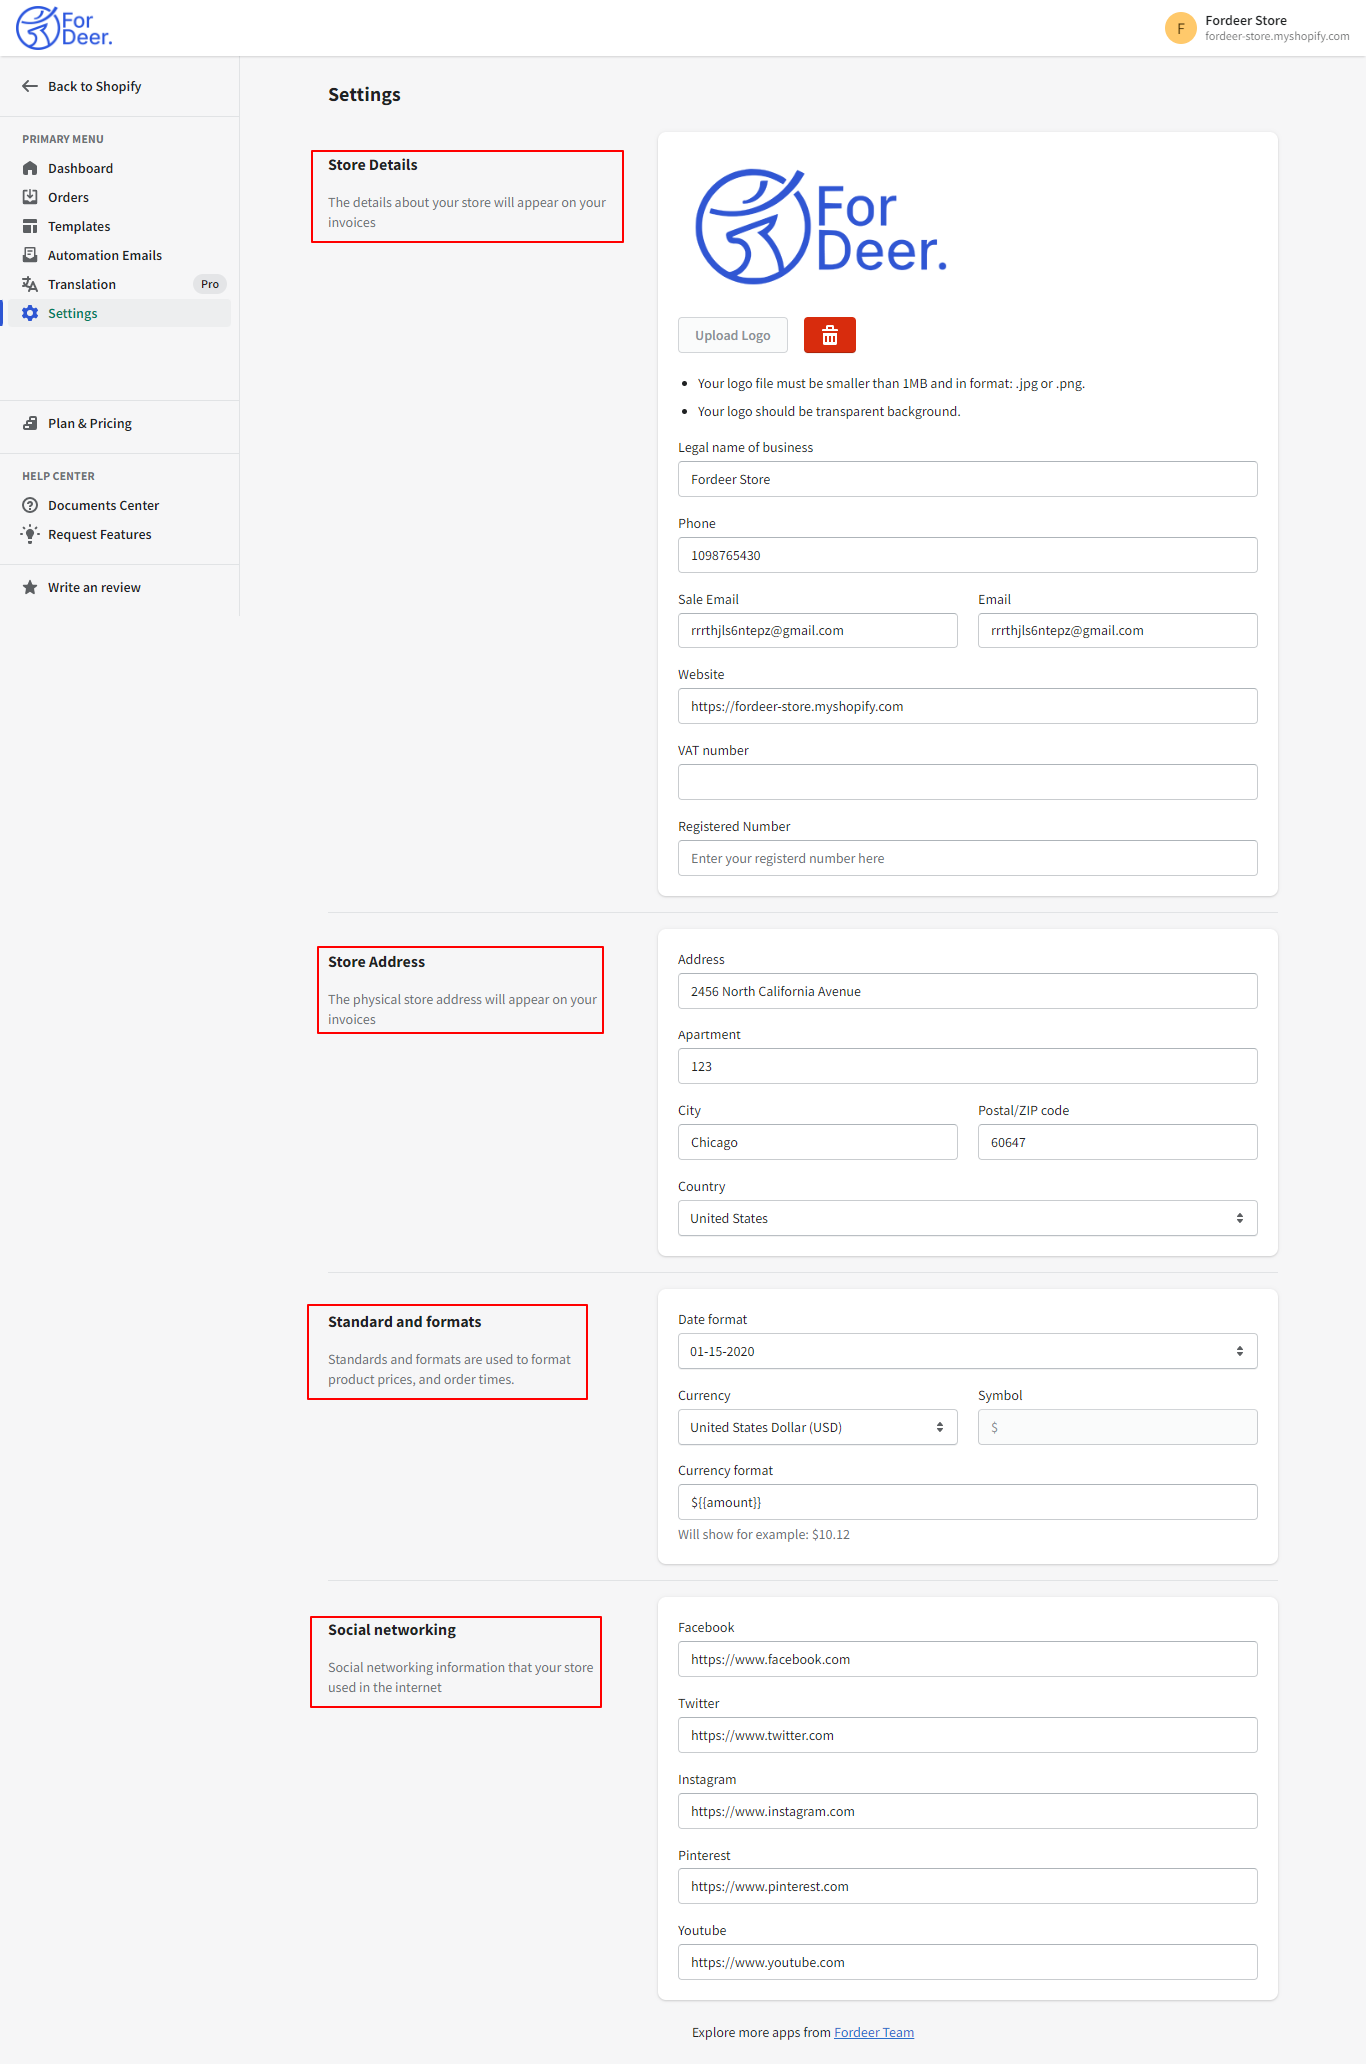 For
Deer.
F
Fordeer Store
fordeer-store.myshopify.com
Back to Shopify
PRIMARY MENU
Dashboard
Orders
Templates
Automation Emails
Translation
Pro
Settings
Plan & Pricing
HELP CENTER
Documents Center
Request Features
Write an review
Settings
Store Details
The details about your store will appear on your
invoices
For
Deer.
Upload Logo
Your logo file must be smaller than 1MB and in format: .jpg or .png.
Your logo should be transparent background.
Legal name of business
Fordeer Store
Phone
1098765430
Sale Email
Email
rrrthjls6ntepz@gmail.com
rrrthjls6ntepz@gmail.com
Website
https://fordeer-store.myshopify.com
VAT number
Registered Number
Enter your registerd number here
Store Address
The physical store address will appear on your
invoices
Address
2456 North California Avenue
Apartment
123
City
Postal/ZIP code
Chicago
60647
Country
United States
Standard and formats
Standards and formats are used to format
product prices, and order times.
Date format
01-15-2020
Currency
Symbol
United States Dollar (USD)
$
Currency format
${{amount}}
Will show for example: $10.12
Social networking
Social networking information that your store
used in the internet
Facebook
https://www.facebook.com
Twitter
https://www.twitter.com
Instagram
https://www.instagram.com
Pinterest
https://www.pinterest.com
Youtube
https://www.youtube.com
Explore more apps from Fordeer Team